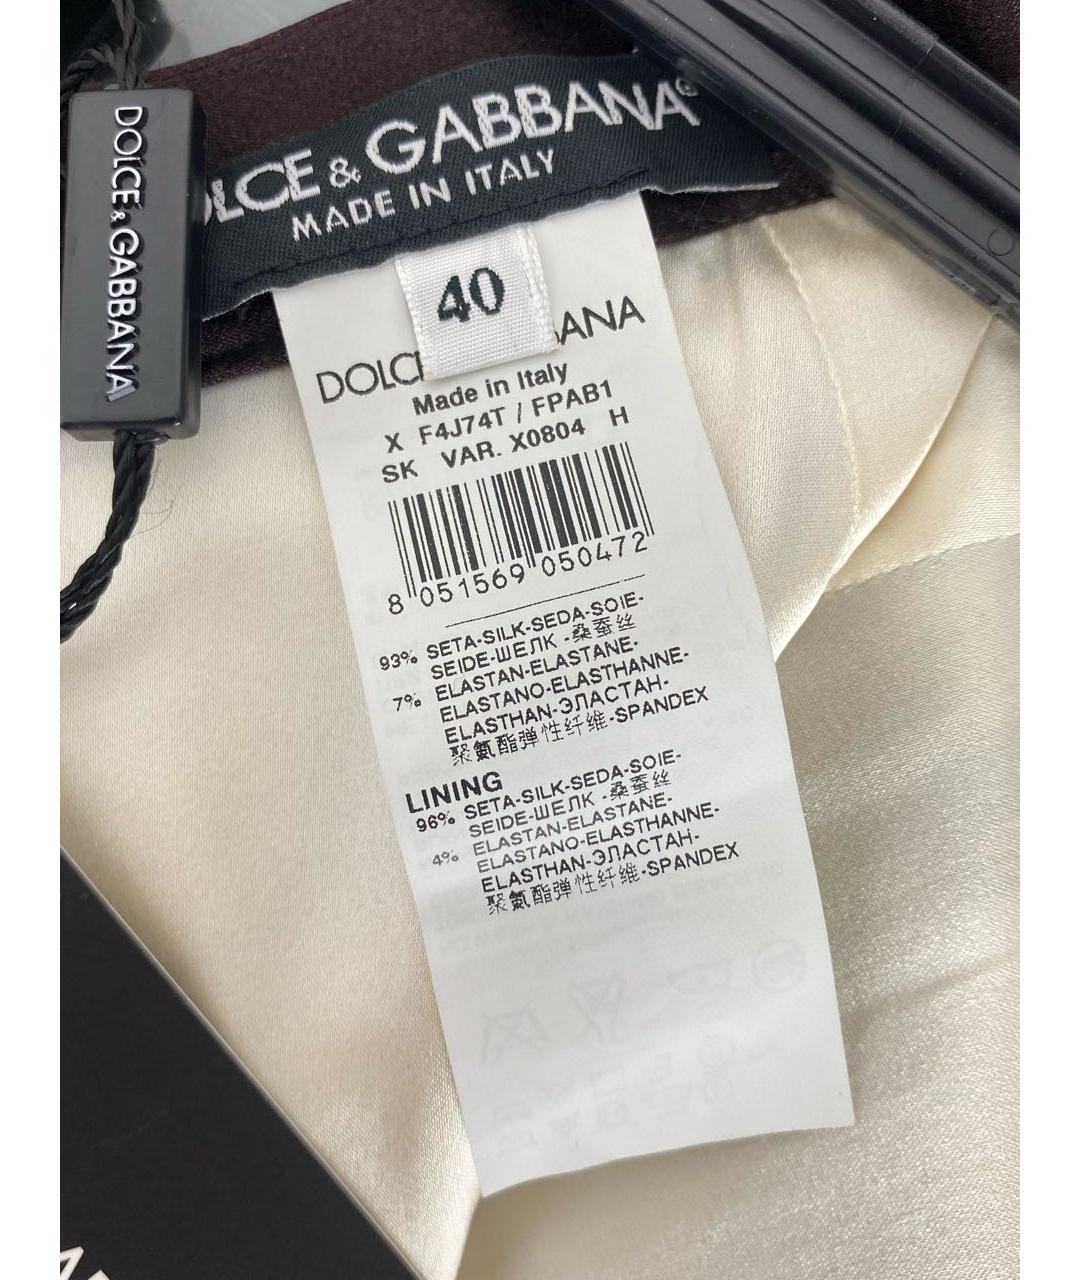 DOLCE & GABBANA
LCE & GABBANA®
MADE IN ITALY
40
DOLC BANA
Made in Italy
X F4J74T / FPAB1
SK VAR. X0804 H
8 051569 050472
93% SETA-SILK-SEDA-SOIE-
SEIDE-ШЕЛК -桑蚕丝
7% ELASTAN-ELASTANE-
ELASTANO-ELASTHANNE-
ELASTHAN-ЭЛАСТАН-
聚氨酯弹性纤维-SPANDEX
LINING
96% SETA-SILK-SEDA-SOIE-
SEIDE-ШЕЛК -桑蚕丝
4% ELASTAN-ELASTANE-
ELASTANO-ELASTHANNE-
ELASTHAN-ЭЛАСТАН-
聚氨酯弹性纤维-SPANDEX